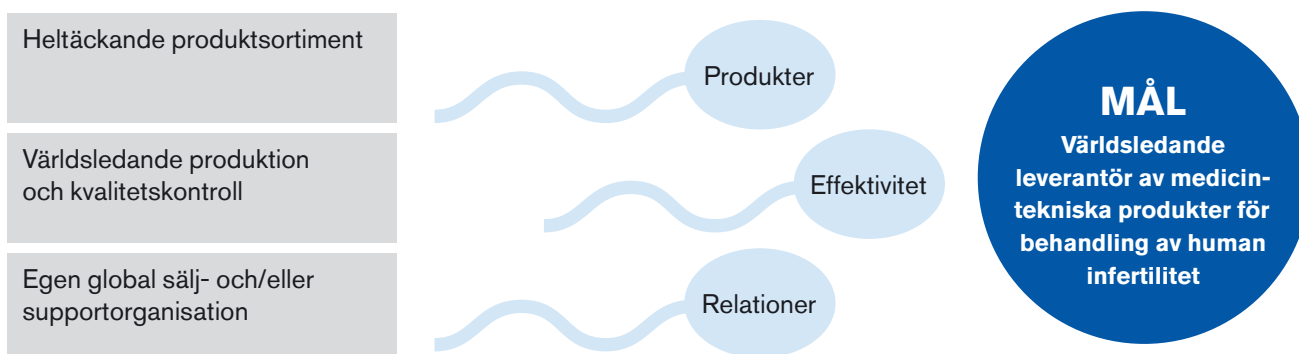 Heltäckande produktsortiment
Produkter
Världsledande produktion
och kvalitetskontroll
Effektivitet
Egen global sälj- och/eller
supportorganisation
Relationer
MÅL
Världsledande
leverantör av medicin-
tekniska produkter för
behandling av human
infertilitet